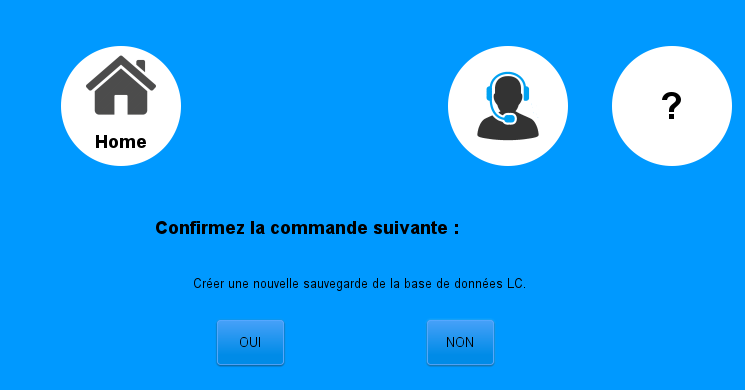 ?
Home
Confirmez la commande suivante :
Créer une nouvelle sauvegarde de la base de données LC.
OUI
NON